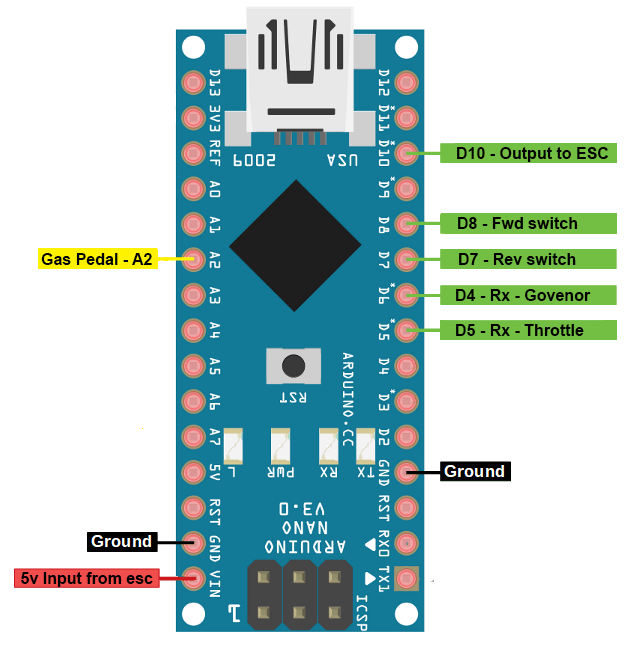 D13
3V3
REF
A0
A1
A2
A3
A4
A5
A6
A7
5V
RST
GND
VIN
D12
D11*
D10*
D9*
D8
D7
D6*
D5*
D4
D3*
D2
GND
RST
RX0
TX1
2009
USA
D10 - Output to ESC
D8 - Fwd switch
Gas Pedal - A2
D7 - Rev switch
D4 - Rx - Govenor
D5 - Rx - Throttle
RST
ARDUINO.CC
L
PWR
RX
TX
Ground
Ground
5v Input from esc
V3.0
NANO
ARDUINO
1
ICSP